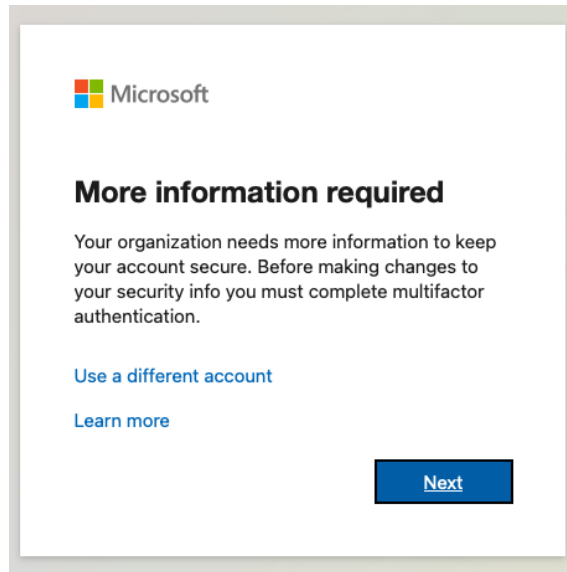 Microsoft
More information required
Your organization needs more information to keep
your account secure. Before making changes to
your security info you must complete multifactor
authentication.
Use a different account
Learn more
Next